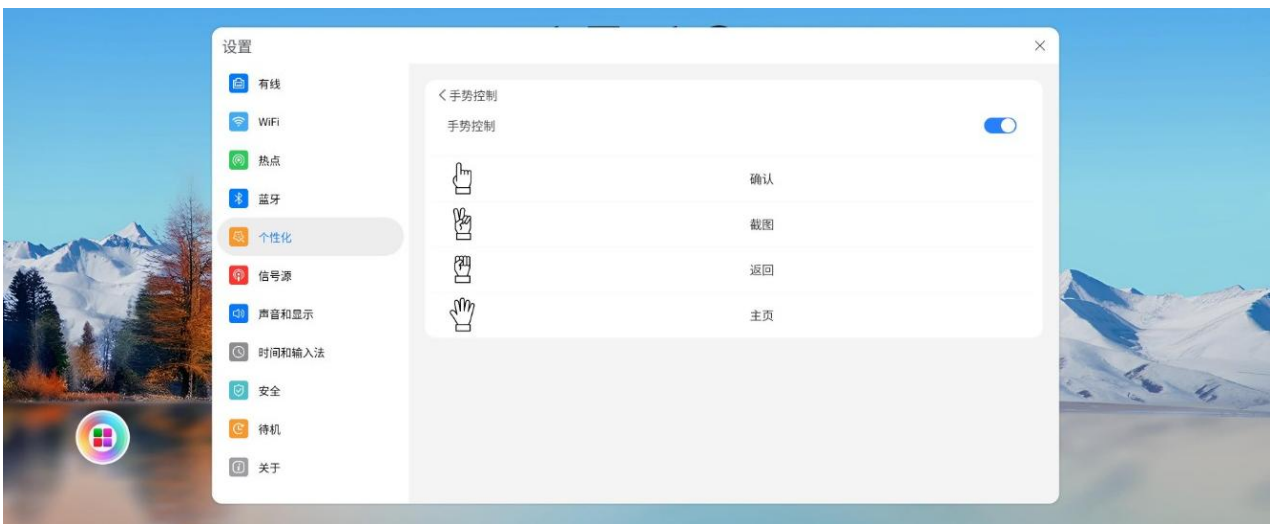 设置
有线
WiFi
热点
蓝牙
个性化
信号源
声音和显示
时间和输入法
安全
待机
关于
手势控制
手势控制
确认
截图
返回
主页